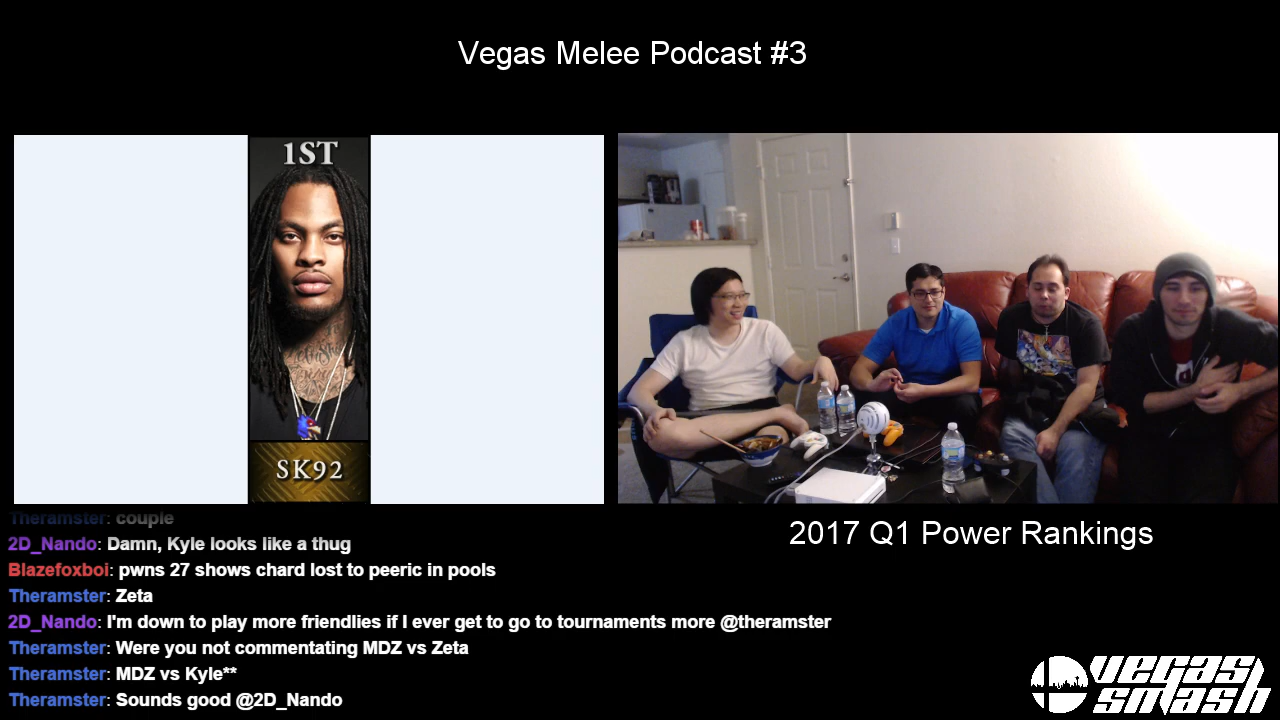 Vegas Melee Podcast #3
1ST
SK92
2017 Q1 Power Rankings
Theramster: couple
2D_Nando: Damn, Kyle looks like a thug
Blazefoxboi: pwns 27 shows chard lost to peeric in pools
Theramster: Zeta
2D_Nando: I'm down to play more friendlies if I ever get to go to tournaments more @theramster
Theramster: Were you not commentating MDZ vs Zeta
Theramster: MDZ vs Kyle**
Theramster: Sounds good @2D_Nando
VEGAS
SMASH